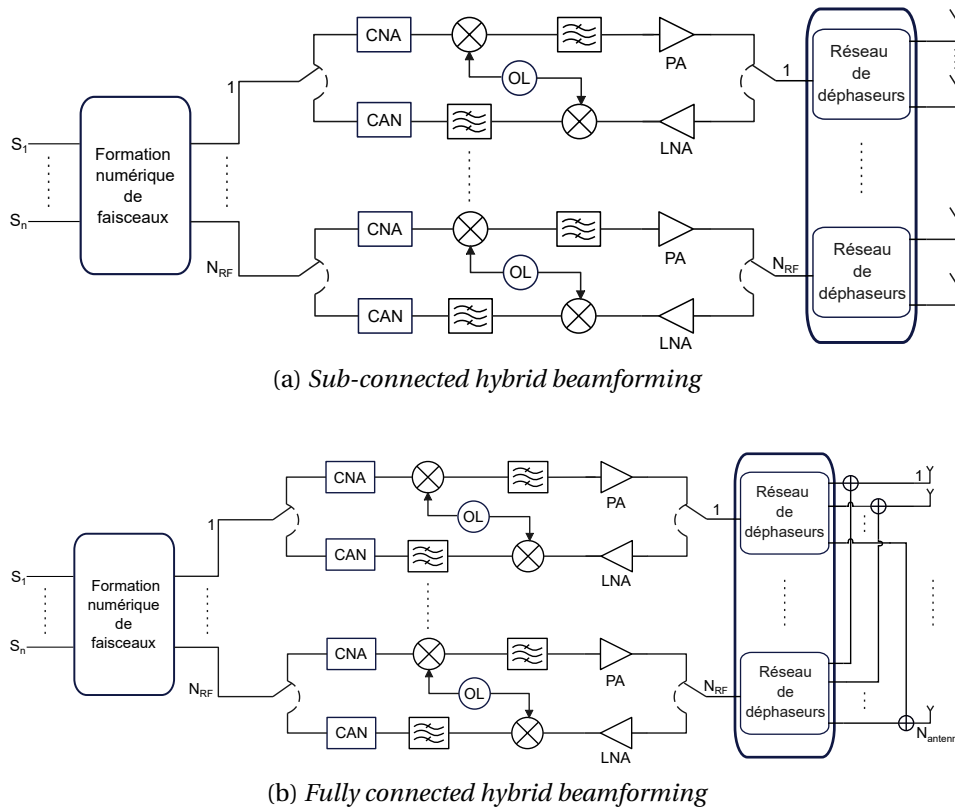 CNA
OL
PA
1
Réseau
de
déphaseurs
CAN
LNA
S1
Formation
numérique
de
faisceaux
Sn
NRF
CNA
OL
PA
NRF
Réseau
de
déphaseurs
CAN
LNA
1
(a) Sub-connected hybrid beamforming
CNA
OL
PA
1
Réseau
de
déphaseurs
1
CAN
LNA
1
S1
Formation
numérique
de
faisceaux
Sn
NRF
CNA
OL
PA
NRF
Réseau
de
déphaseurs
CAN
LNA
Nantenn
(b) Fully connected hybrid beamforming